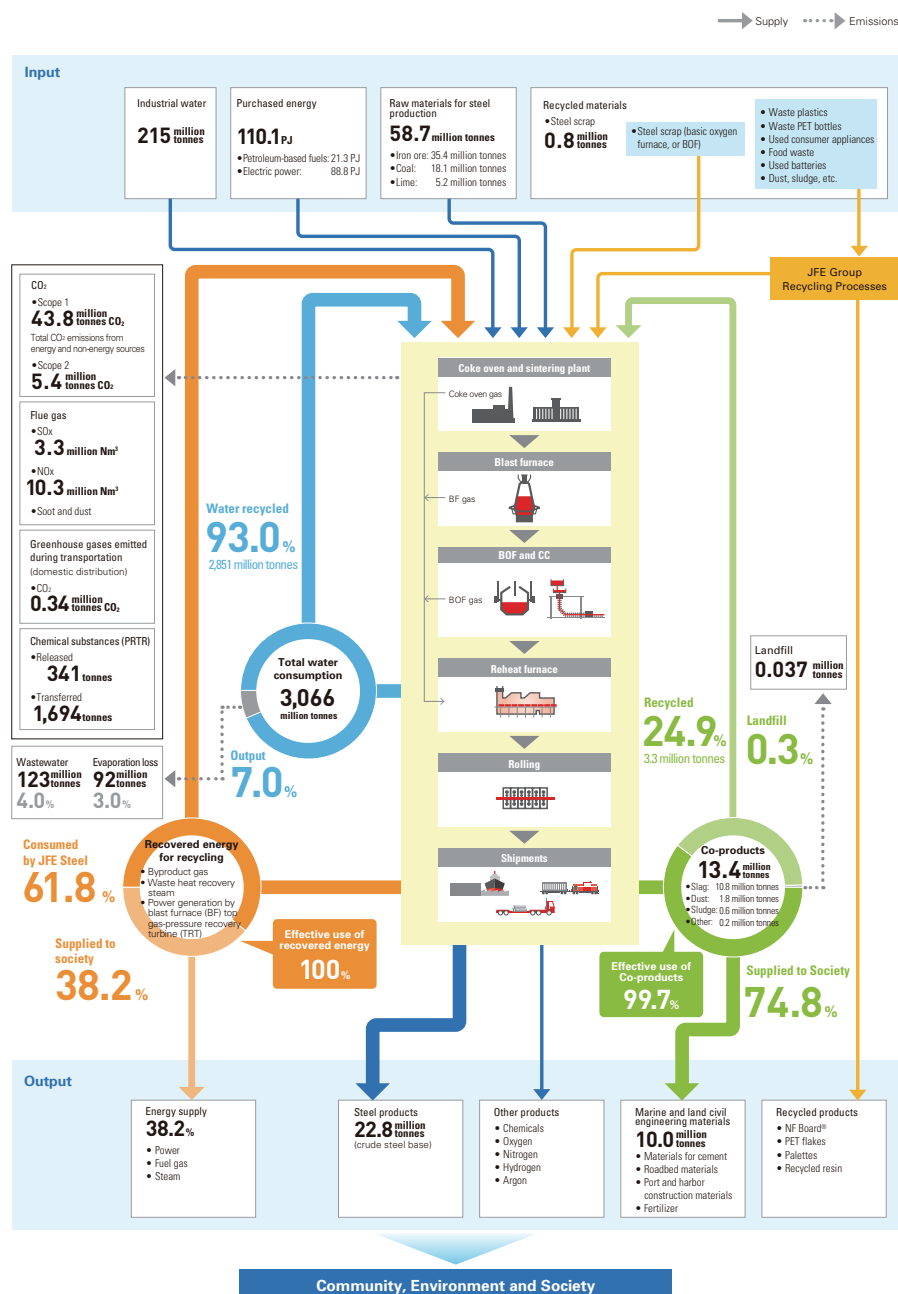 Supply
Emissions
Input
Industrial water
215 million tonnes
Purchased energy
110.1 PJ
•Petroleum-based fuels: 21.3 PJ
•Electric power: 88.8 PJ
Raw materials for steel
production
58.7 million tonnes
•Iron ore: 35.4 million tonnes
•Coal: 18.1 million tonnes
•Lime: 5.2 million tonnes
Recycled materials
•Steel scrap
0.8 million tonnes
•Steel scrap (basic oxygen
furnace, or BOF)
• Waste plastics
• Waste PET bottles
• Used consumer appliances
• Food waste
• Used batteries
• Dust, sludge, etc.
JFE Group
Recycling Processes
CO₂
•Scope 1
43.8 million tonnes CO₂
Total CO₂ emissions from
energy and non-energy sources
•Scope 2
5.4 million tonnes CO₂
Flue gas
•SOx
3.3 million Nm³
•NOx
10.3 million Nm³
•Soot and dust
Greenhouse gases emitted
during transportation
(domestic distribution)
•CO₂
0.34 million tonnes CO₂
Chemical substances (PRTR)
•Released
341 tonnes
•Transferred
1,694 tonnes
Wastewater
123 million tonnes
4.0%
Evaporation loss
92 million tonnes
3.0%
Water recycled
93.0%
2,851 million tonnes
Total water
consumption
3,066
million tonnes
Output
7.0%
Coke oven and sintering plant
Coke oven gas
Blast furnace
BF gas
BOF and CC
BOF gas
Reheat furnace
Rolling
Shipments
Landfill
0.037 million tonnes
Recycled
24.9%
3.3 million tonnes
Landfill
0.3%
Consumed
by JFE Steel
61.8 %
Recovered energy
for recycling
• Byproduct gas
• Waste heat recovery
steam
• Power generation by
blast furnace (BF) top
gas-pressure recovery
turbine (TRT)
Supplied to
society
38.2 %
Effective use of
recovered energy
100%
Co-products
13.4 million tonnes
•Slag: 10.8 million tonnes
•Dust: 1.8 million tonnes
•Sludge: 0.6 million tonnes
•Other: 0.2 million tonnes
Effective use of
Co-products
99.7%
Supplied to Society
74.8%
Output
Energy supply
38.2%
• Power
• Fuel gas
• Steam
Steel products
22.8 million tonnes
(crude steel base)
Other products
• Chemicals
• Oxygen
• Nitrogen
• Hydrogen
• Argon
Marine and land civil
engineering materials
10.0 million tonnes
• Materials for cement
• Roadbed materials
• Port and harbor
construction materials
• Fertilizer
Recycled products
• NF Board®
• PET flakes
• Palettes
• Recycled resin
Community, Environment and Society